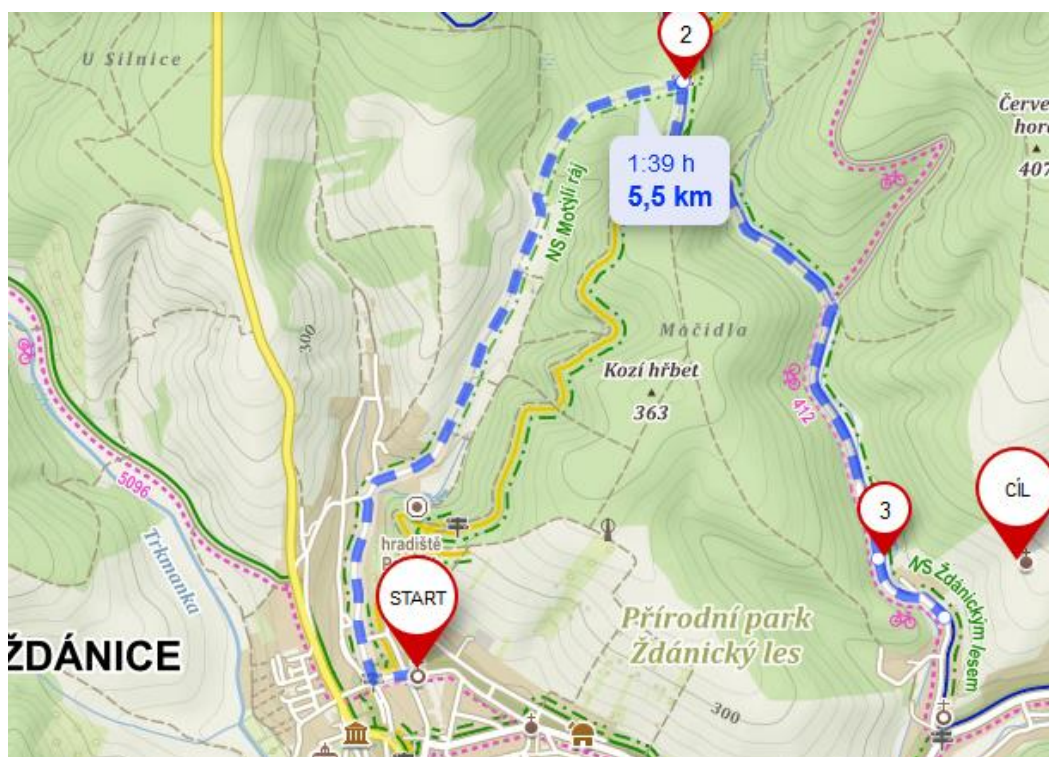 2
U Silnice
Červe
hor
407
1:39 h
5,5 km
NS Motýlí ráj
300
Máčidla
Kozí hřbet
363
412
5096
CÍL
3
hradiště
START
NS Ždánickým lesem
Trkmanka
Přírodní park
Ždánický les
ŽDÁNICE
300